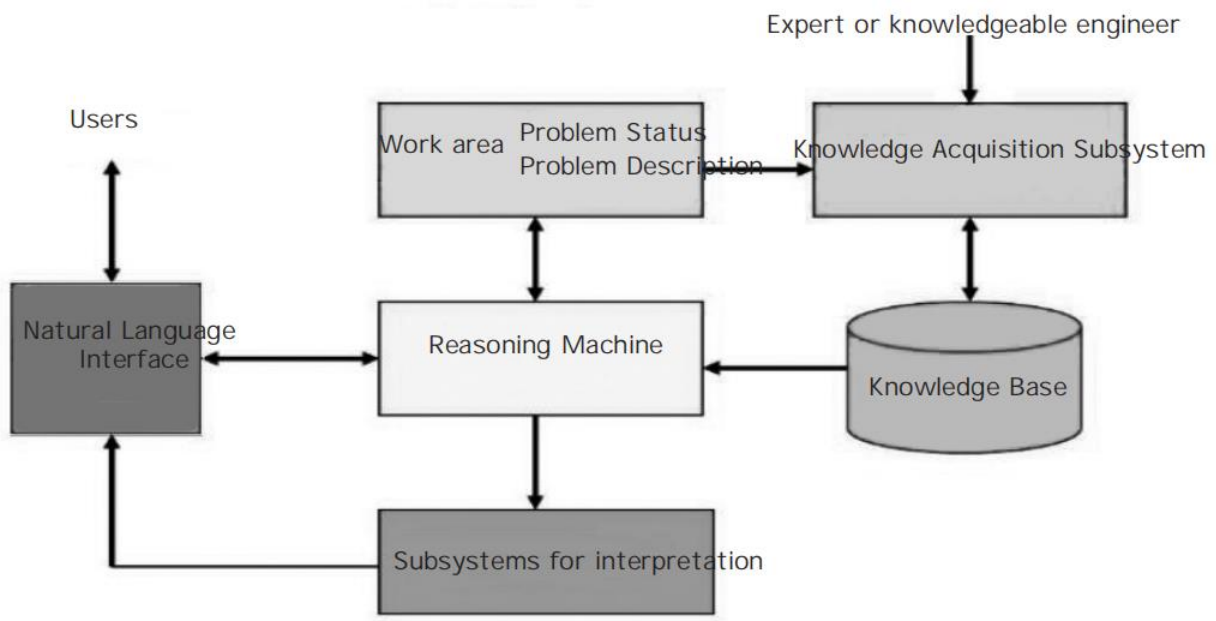 Expert or knowledgeable engineer
Users
Work area
Problem Status
Problem Description
Knowledge Acquisition Subsystem
Natural Language
Interface
Reasoning Machine
Knowledge Base
Subsystems for interpretation